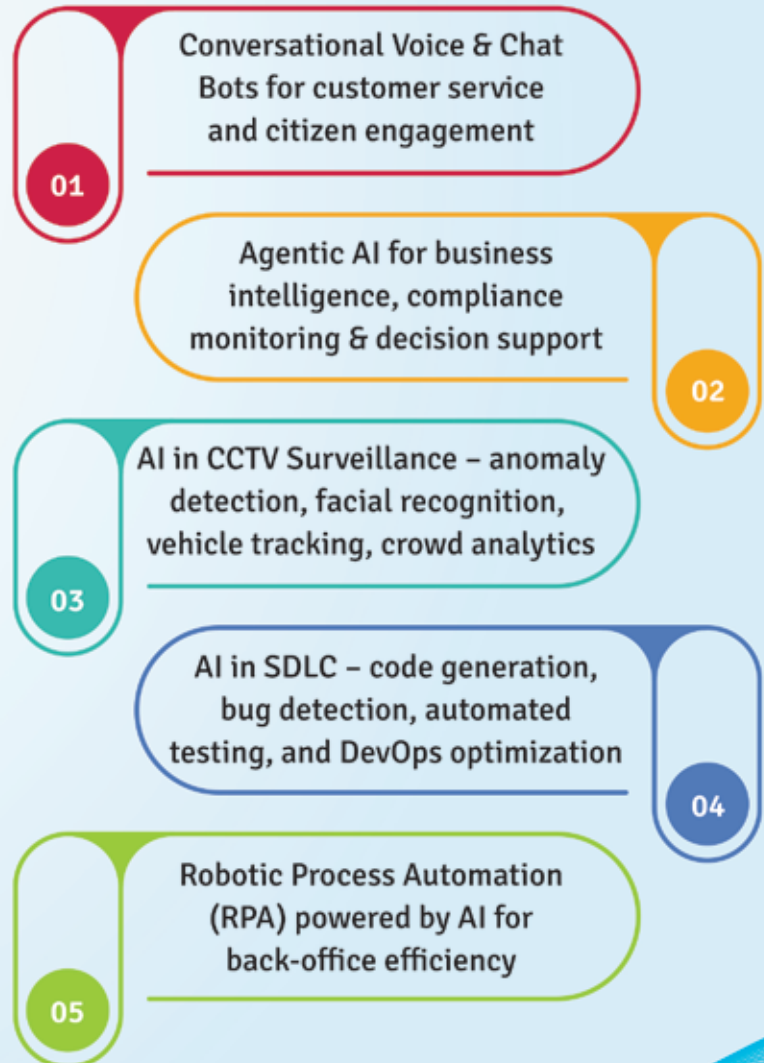 Conversational Voice & Chat
Bots for customer service
and citizen engagement
01
Agentic AI for business
intelligence, compliance
monitoring & decision support
02
AI in CCTV Surveillance – anomaly
detection, facial recognition,
vehicle tracking, crowd analytics
03
AI in SDLC – code generation,
bug detection, automated
testing, and DevOps optimization
04
Robotic Process Automation
(RPA) powered by AI for
back-office efficiency
05